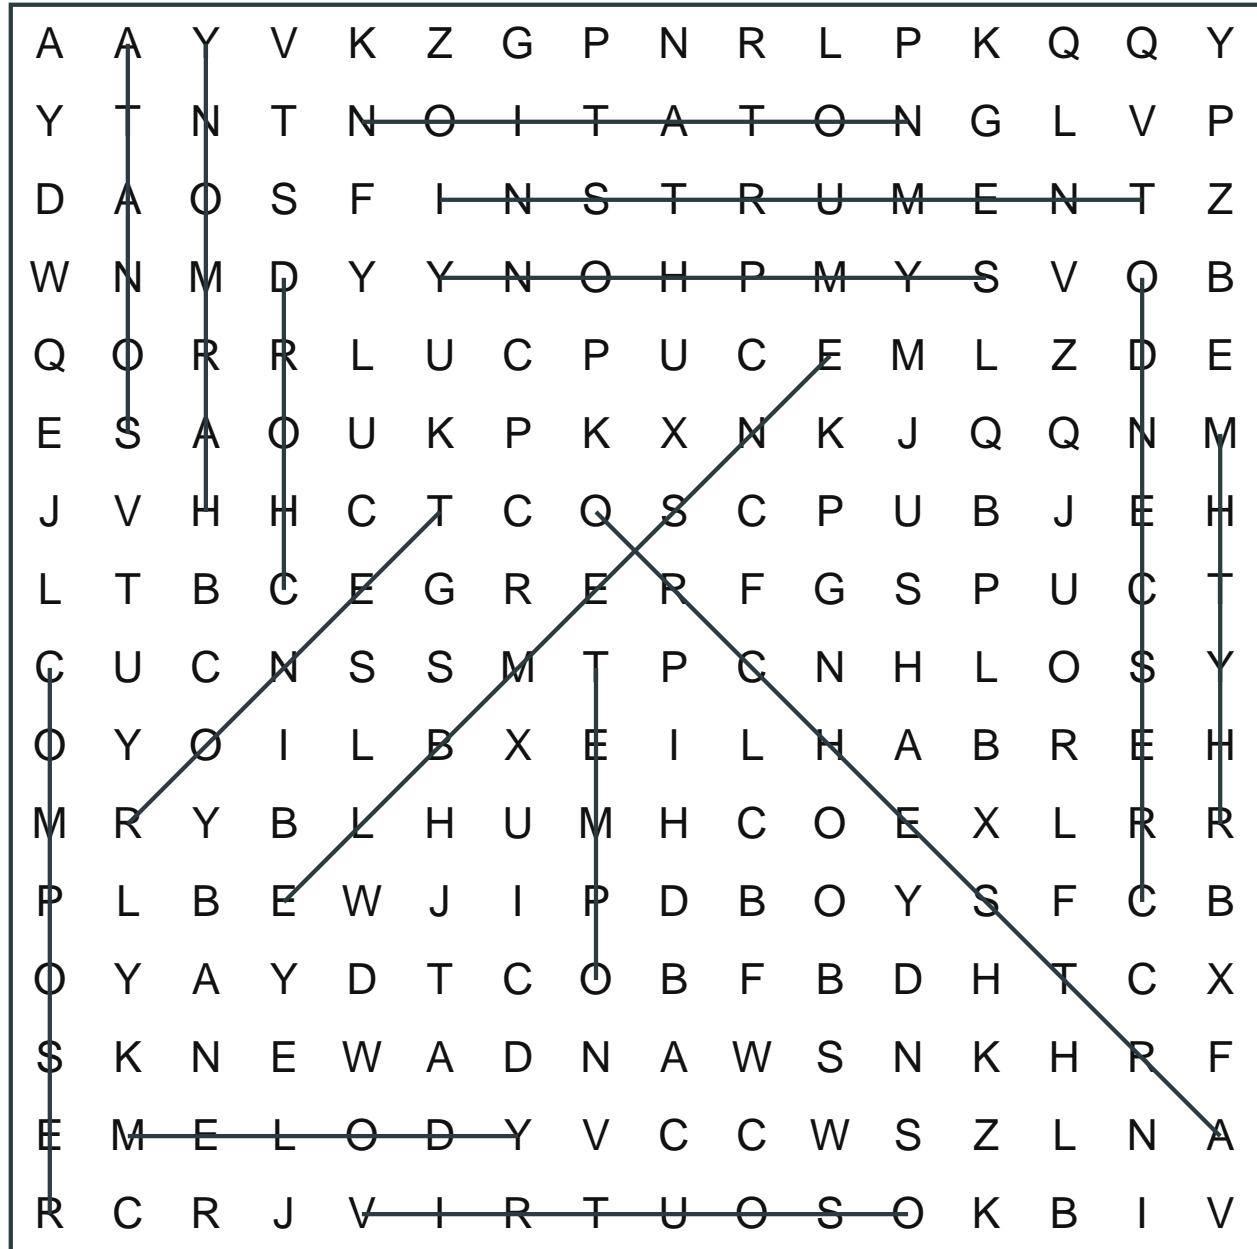 A A Y V K Z G P N R L P K Q Q Y
Y T N T N O I T A T O N G L V P
D A O S F I N S T R U M E N T Z
W N M D Y Y N O H P M Y S V O B
Q O R R L U C P U C E M L Z D E
E S A O U K P K X N K J Q Q N M
J V H H C T C O S C P U B J E H
L T B C E G R E R F G S P U C T
C U C N S S M T P C N H L O S Y
O Y O I L B X E I L H A B R E H
M R Y B L H U M H C O E X L R R
P L B E W J I P D B O Y S F C B
O Y A Y D T C O B F B D H T C X
S K N E W A D N A W S N K H R F
E M E L O D Y V C C W S Z L N A
R C R J V I R T U O S O K B I V